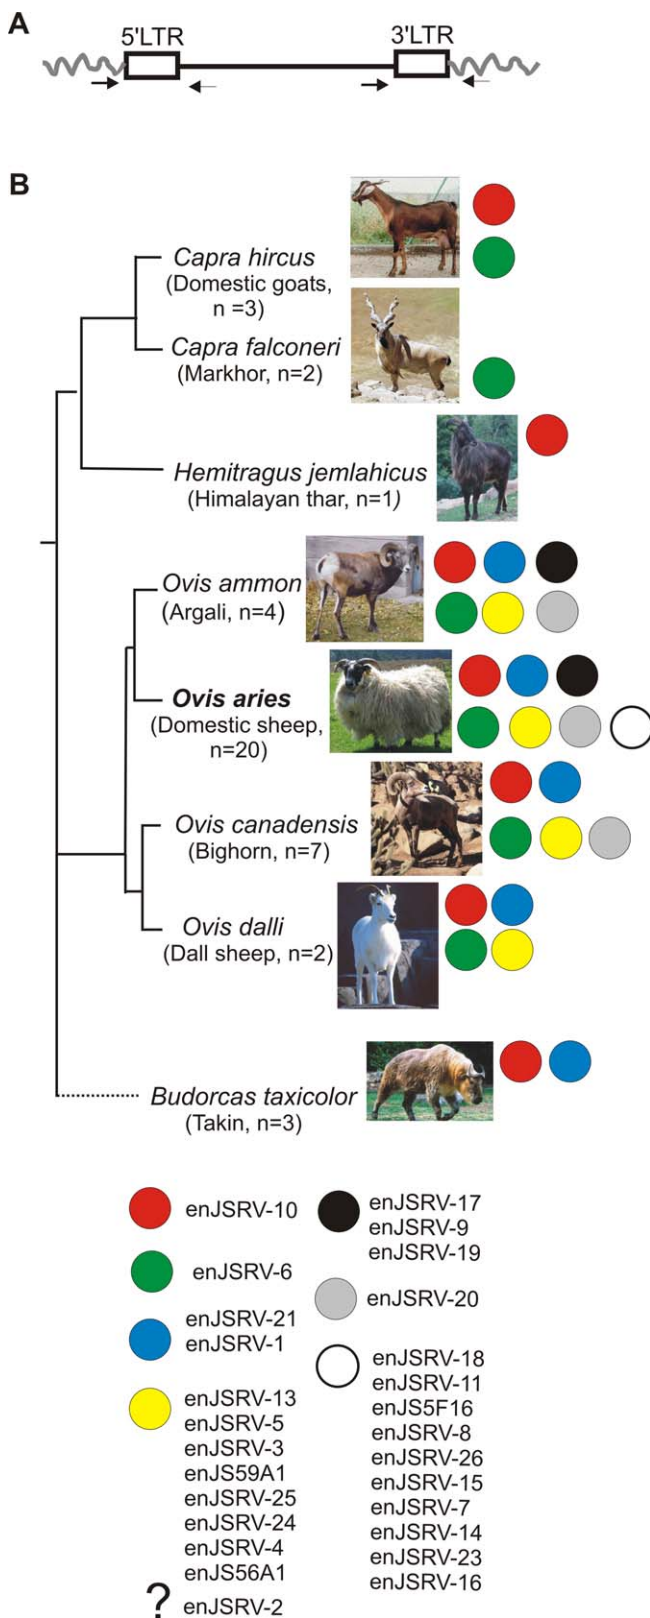 A
5'LTR
3'LTR
B
Capra hircus
(Domestic goats,
n =3)
Capra falconeri
(Markhor, n=2)
Hemitragus jemlahicus
(Himalayan thar, n=1)
Ovis ammon
(Argali, n=4)
Ovis aries
(Domestic sheep,
n=20)
Ovis canadensis
(Bighorn, n=7)
Ovis dalli
(Dall sheep, n=2)
Budorcas taxicolor
(Takin, n=3)
enJSRV-10
enJSRV-6
enJSRV-21
enJSRV-1
enJSRV-13
enJSRV-5
enJSRV-3
enJS59A1
enJSRV-25
enJSRV-24
enJSRV-4
enJS56A1
? enJSRV-2
enJSRV-17
enJSRV-9
enJSRV-19
enJSRV-20
enJSRV-18
enJSRV-11
enJS5F16
enJSRV-8
enJSRV-26
enJSRV-15
enJSRV-7
enJSRV-14
enJSRV-23
enJSRV-16